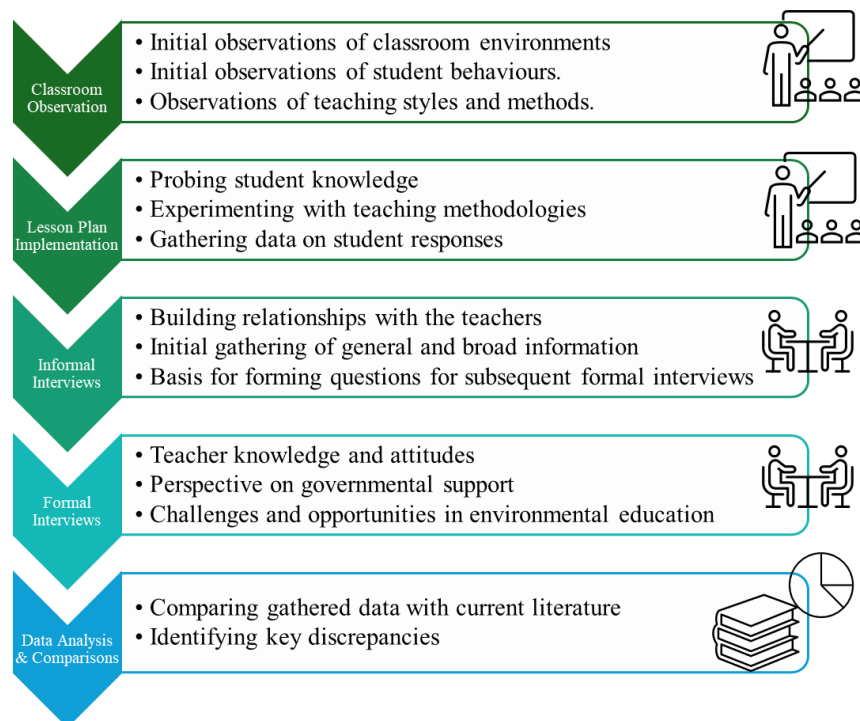 Classroom
Observation
• Initial observations of classroom environments
• Initial observations of student behaviours.
• Observations of teaching styles and methods.
Lesson Plan
Implementation
• Probing student knowledge
• Experimenting with teaching methodologies
• Gathering data on student responses
Informal
Interviews
• Building relationships with the teachers
• Initial gathering of general and broad information
• Basis for forming questions for subsequent formal interviews
Formal
Interviews
• Teacher knowledge and attitudes
• Perspective on governmental support
• Challenges and opportunities in environmental education
Data Analysis
& Comparisons
• Comparing gathered data with current literature
• Identifying key discrepancies